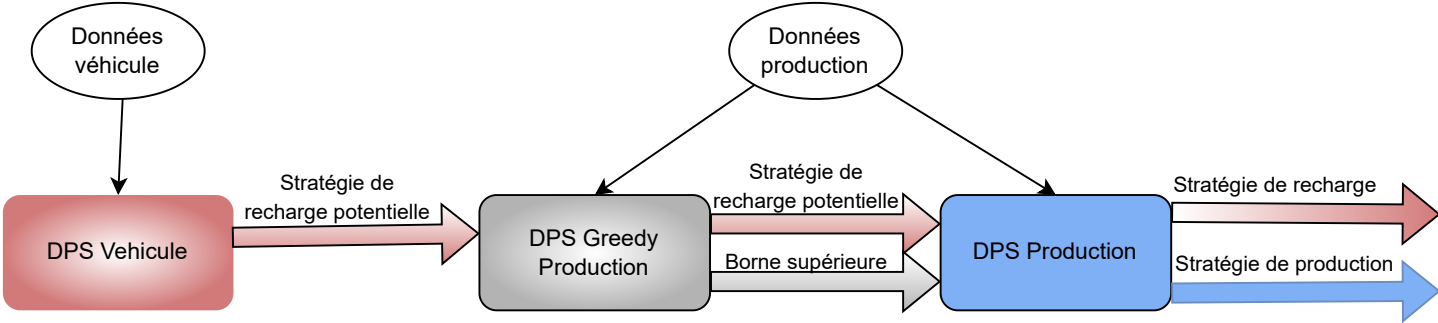 Données
véhicule
Données
production
Stratégie de
recharge potentielle
Stratégie de
recharge potentielle
Stratégie de recharge
DPS Vehicule
DPS Greedy
Production
Borne supérieure
DPS Production
Stratégie de production